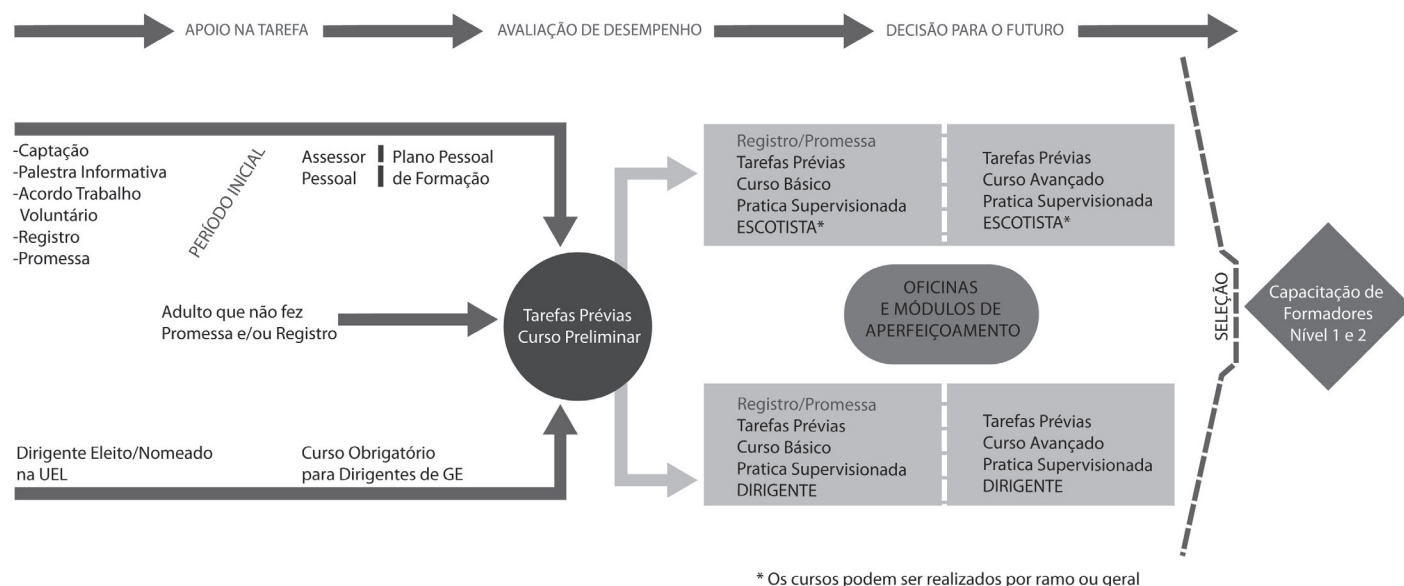 APOIO NA TAREFA
AVALIAÇÃO DE DESEMPENHO
DECISÃO PARA O FUTURO
-Captação
-Palestra Informativa
-Acordo Trabalho
Voluntário
-Registro
-Promessa
PERÍODO INICIAL
Assessor
Pessoal
Plano Pessoal
de Formação
Adulto que não fez
Promessa e/ou Registro
Tarefas Prévias
Curso Preliminar
Dirigente Eleito/Nomeado
na UEL
Curso Obrigatório
para Dirigentes de GE
Registro/Promessa
Tarefas Prévias
Curso Básico
Pratica Supervisionada
ESCOTISTA*
Tarefas Prévias
Curso Avançado
Pratica Supervisionada
ESCOTISTA*
OFICINAS
E MÓDULOS DE
APERFEIÇOAMENTO
Registro/Promessa
Tarefas Prévias
Curso Básico
Pratica Supervisionada
DIRIGENTE
Tarefas Prévias
Curso Avançado
Pratica Supervisionada
DIRIGENTE
SELEÇÃO
Capacitação de
Formadores
Nível 1 e 2
* Os cursos podem ser realizados por ramo ou geral